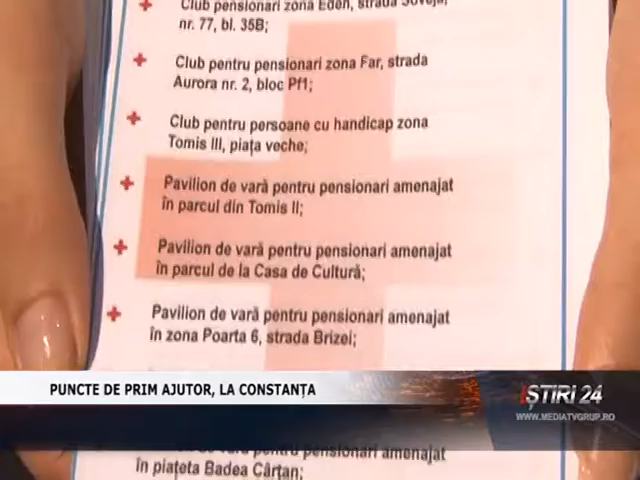 Club pensionari zona Eden, strada Soveja,
nr. 77, bl. 35B;
Club pentru pensionari zona Far, strada
Aurora nr. 2, bloc Pf1;
Club pentru persoane cu handicap zona
Tomis III, piața veche;
Pavilion de vară pentru pensionari amenajat
în parcul din Tomis II;
Pavilion de vară pentru pensionari amenajat
în parcul de la Casa de Cultură;
Pavilion de vară pentru pensionari amenajat
în zona Poarta 6, strada Brizei;
PUNCTE DE PRIM AJUTOR, LA CONSTANȚA
ȘTIRI 24
WWW.MEDIATVGRUP.RO
de vară pentru pensionari amenajat
în piațeta Badea Cârțan;